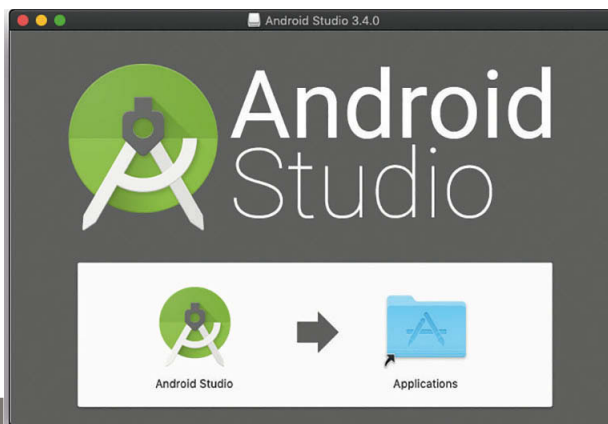 Android Studio 3.4.0
Android
Studio
Android Studio
Applications